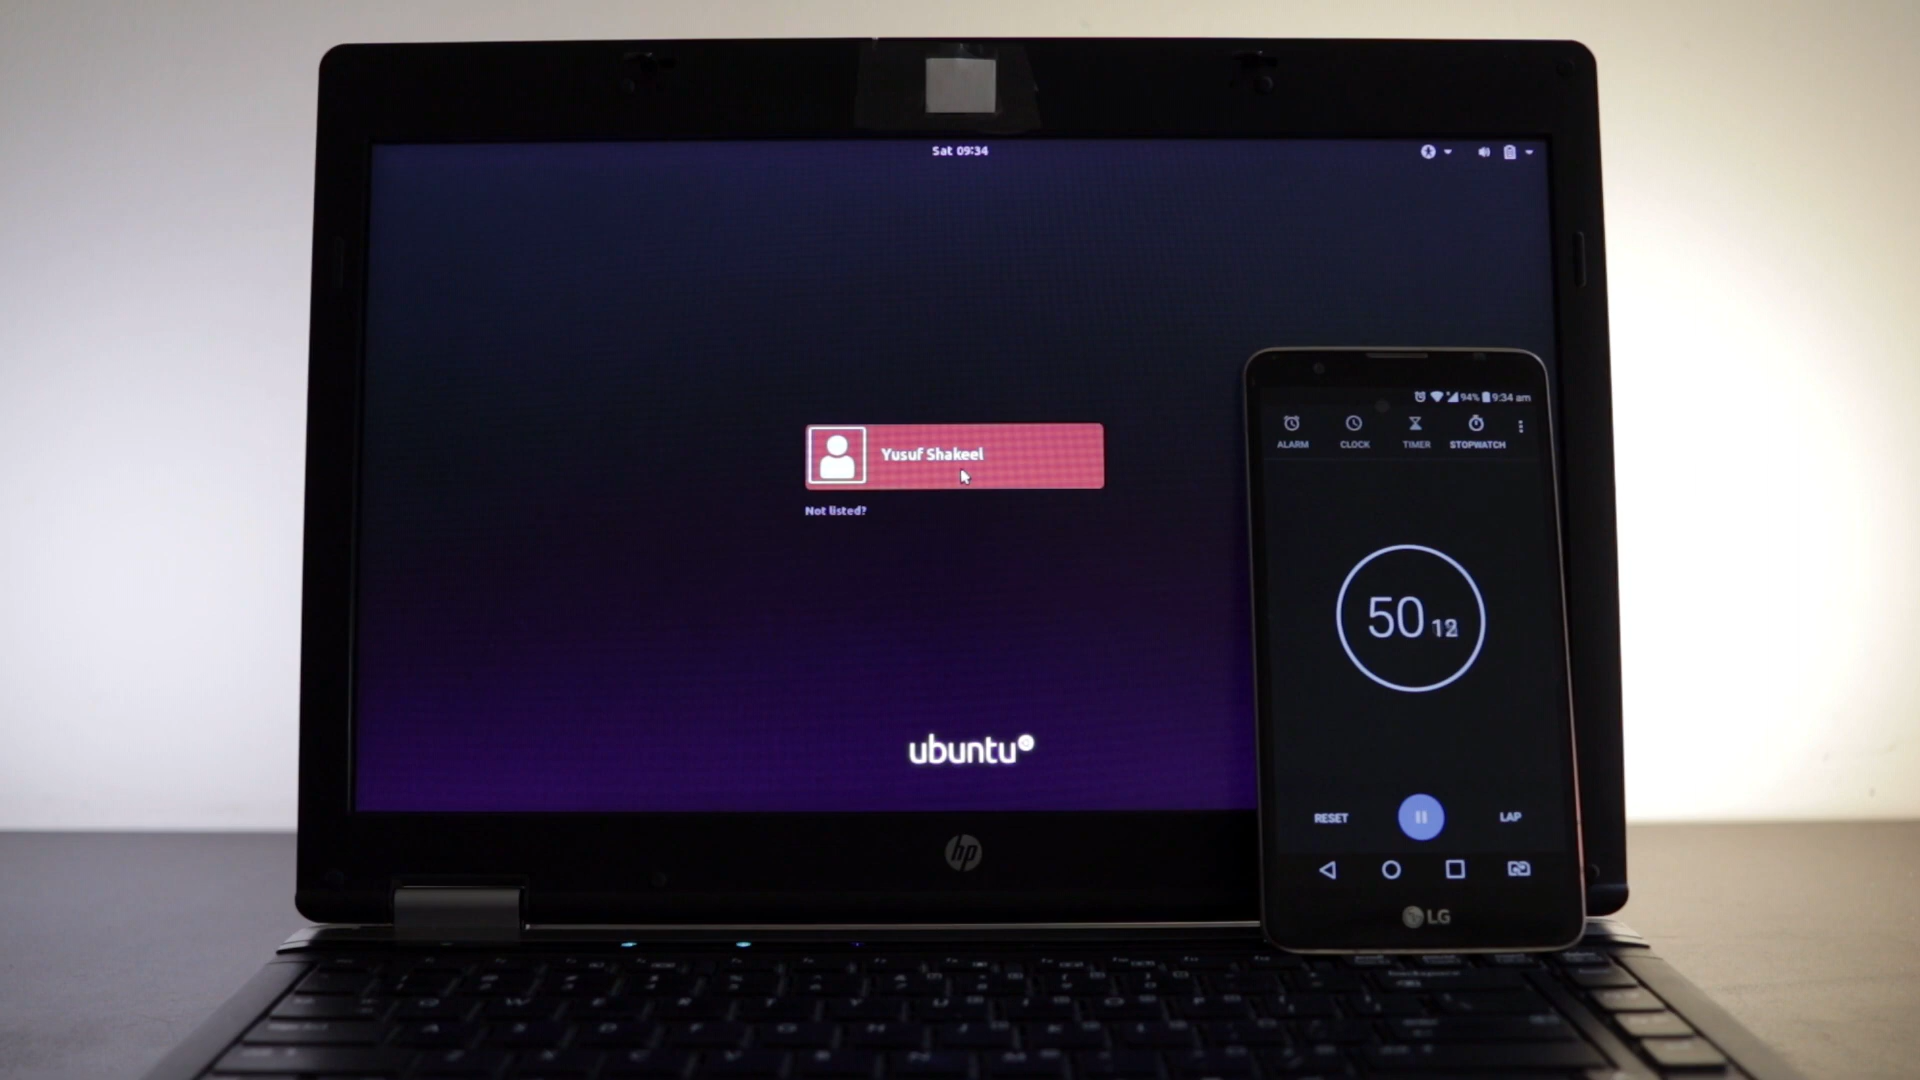 Sat 09:34
Yusuf Shakeel
Not listed?
ubuntu
hp
94% 9:34 am
ALARM CLOCK TIMER STOPWATCH
50
RESET LAP
LG